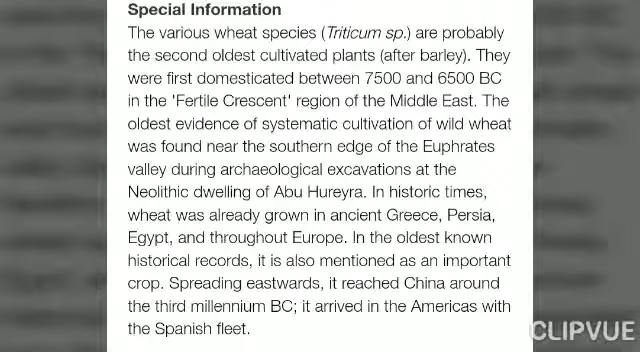 Special Information
The various wheat species (Triticum sp.) are probably
the second oldest cultivated plants (after barley). They
were first domesticated between 7500 and 6500 BC
in the 'Fertile Crescent' region of the Middle East. The
oldest evidence of systematic cultivation of wild wheat
was found near the southern edge of the Euphrates
valley during archaeological excavations at the
Neolithic dwelling of Abu Hureyra. In historic times,
wheat was already grown in ancient Greece, Persia,
Egypt, and throughout Europe. In the oldest known
historical records, it is also mentioned as an important
crop. Spreading eastwards, it reached China around
the third millennium BC; it arrived in the Americas with
the Spanish fleet.
CLIPVUE